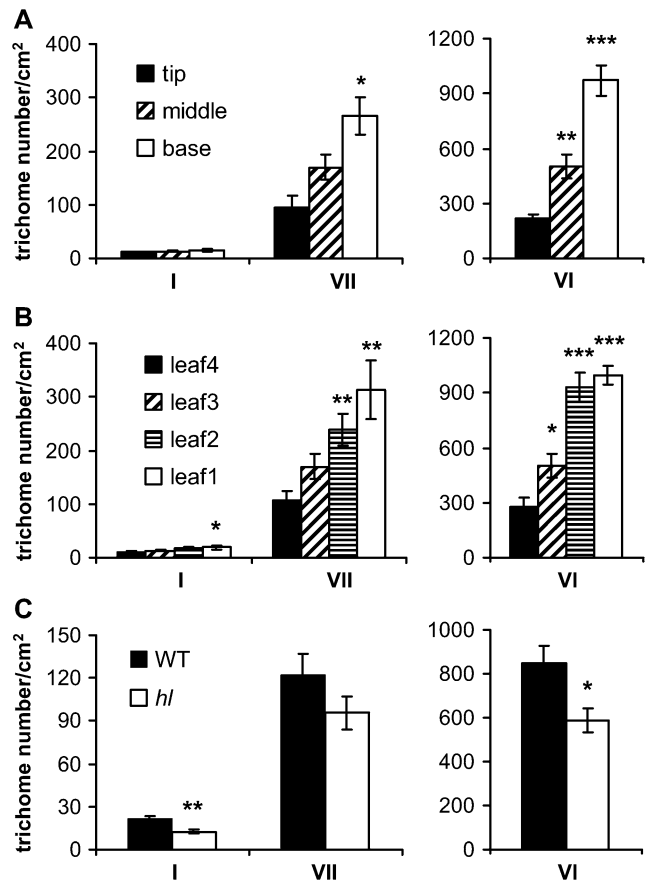 A
trichome number/cm²
400
300
200
100
0
tip
middle
base
*
I
VII
1200
900
600
300
0
**
***
VI
B
trichome number/cm²
400
300
200
100
0
leaf4
leaf3
leaf2
leaf1
*
**
**
I
VII
1200
900
600
300
0
*
***
***
VI
C
trichome number/cm²
150
120
90
60
30
0
WT
hl
**
I
VII
1000
800
600
400
200
0
*
VI